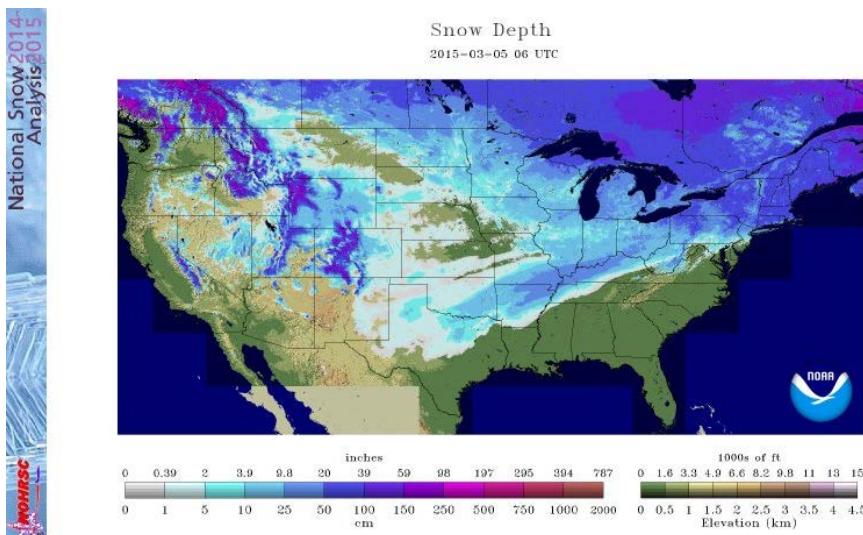 National Snow 2014-
Analysis 2015
NOHRSC
Snow Depth
2015-03-05 06 UTC
NOAA
inches
0 0.39 2 3.9 9.8 20 39 59 98 197 295 394 787
0 1 5 10 25 50 100 150 250 500 750 1000 2000
cm
1000s of ft
0 1.6 3.3 4.9 6.6 8.2 9.8 11 13 15
0 0.5 1 1.5 2 2.5 3 3.5 4 4.5
Elevation (km)